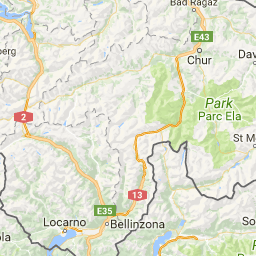 Bad Ragaz
berg
E43
Chur
Dav
2
Park
Parc Ela
St M
13
E35
Locarno
Bellinzona
ola
So